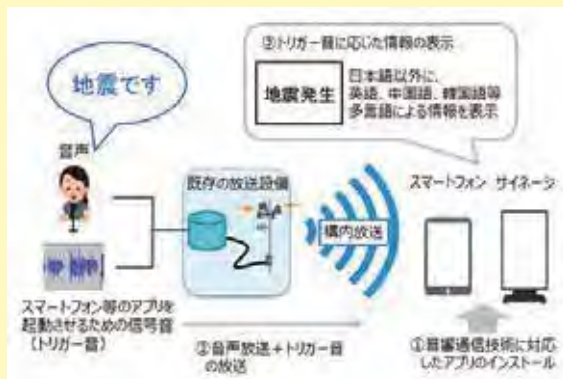 ③トリガー音に応じた情報の表示
地震発生
日本語以外に、
英語、中国語、韓国語等
多言語による情報を表示
地震です
音声
既存の放送設備
構内放送
スマートフォン サイネージ
スマートフォン等のアプリを
起動させるための信号音
(トリガー音)
②音声放送+トリガー音
の放送
①音響通信技術に対応
したアプリのインストール